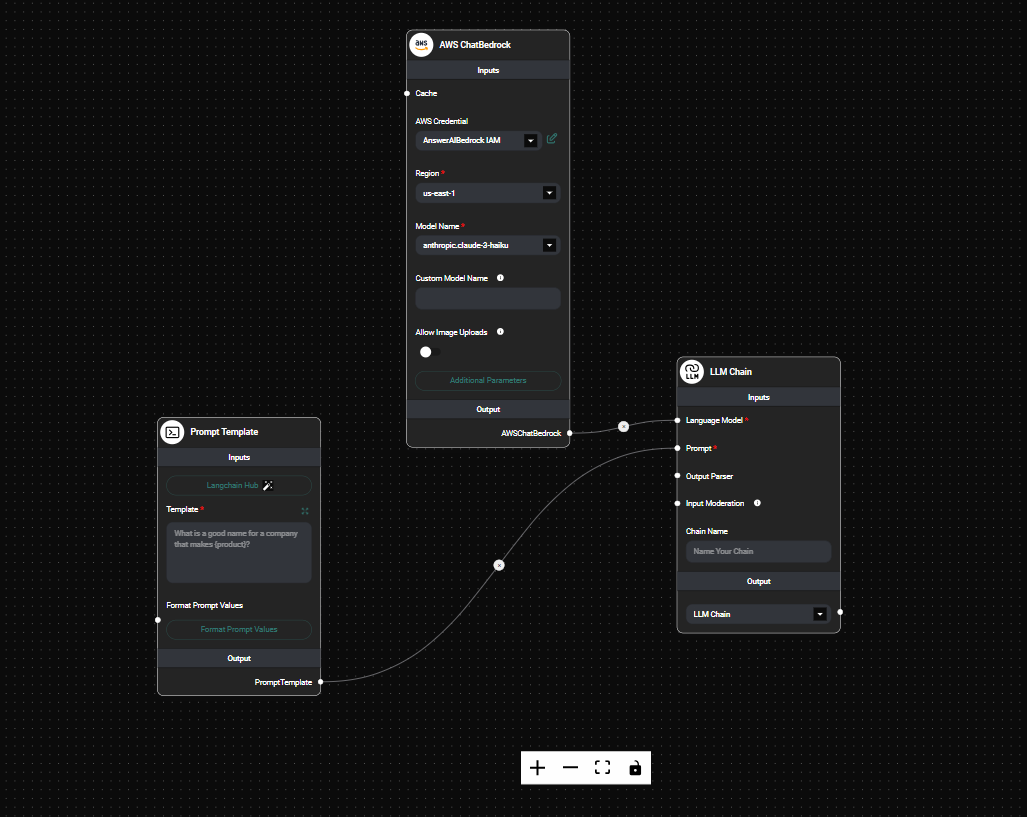 aws
AWS ChatBedrock
Inputs
Cache
AWS Credential
AnswerAIBedrock IAM
Region *
us-east-1
Model Name *
anthropic.claude-3-haiku
Custom Model Name
Allow Image Uploads
Additional Parameters
Output
AWSChatBedrock
Prompt Template
Inputs
Langchain Hub
Template *
What is a good name for a company
that makes {product}?
Format Prompt Values
Format Prompt Values
Output
PromptTemplate
LLM
LLM Chain
Inputs
Language Model *
Prompt *
Output Parser
Input Moderation
Chain Name
Name Your Chain
Output
LLM Chain